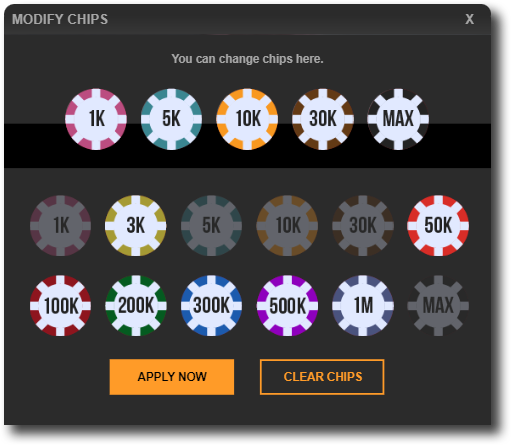 MODIFY CHIPS X
You can change chips here.
1K 5K 10K 30K MAX
1K 3K 5K 10K 30K 50K
100K 200K 300K 500K 1M MAX
APPLY NOW CLEAR CHIPS